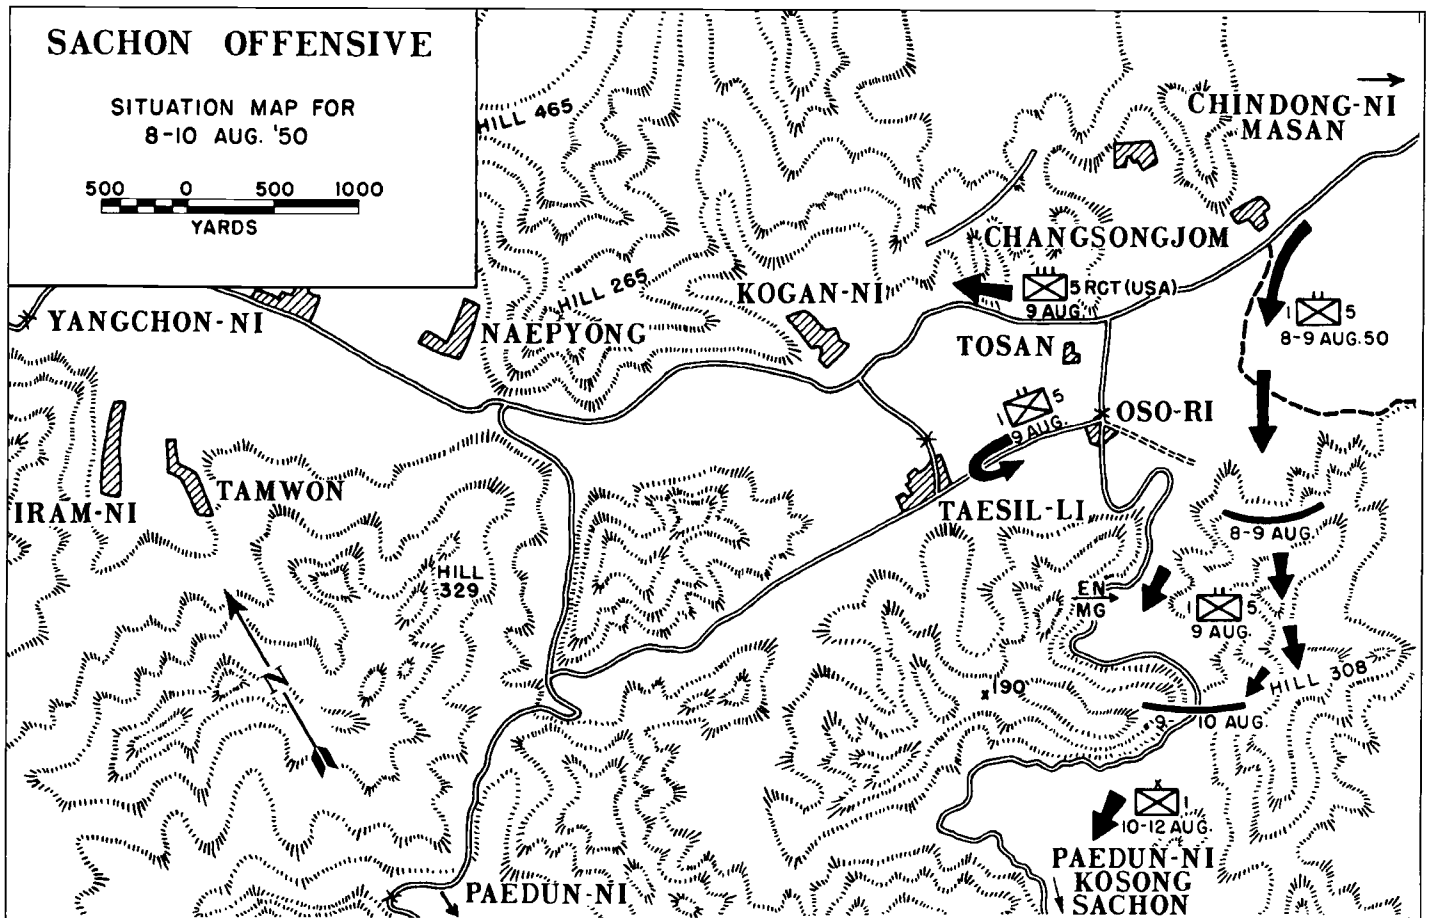 SACHON OFFENSIVE
SITUATION MAP FOR
8-10 AUG. '50
500 0 500 1000
YARDS
HILL 465
CHINDONG-NI
MASAN
CHANGSONGJOM
HILL 265
KOGAN-NI
5 RCT (USA)
9 AUG.
1 5
8-9 AUG. 50
YANGCHON-NI
NAEPYONG
TOSAN
1 5
9 AUG.
OSO-RI
IRAM-NI
TAMWON
TAESIL-LI
8-9 AUG.
HILL
329
EN
MG
1 5
9 AUG.
N
190
HILL 308
9-10 AUG.
1
10-12 AUG.
PAEDUN-NI
PAEDUN-NI
KOSONG
SACHON